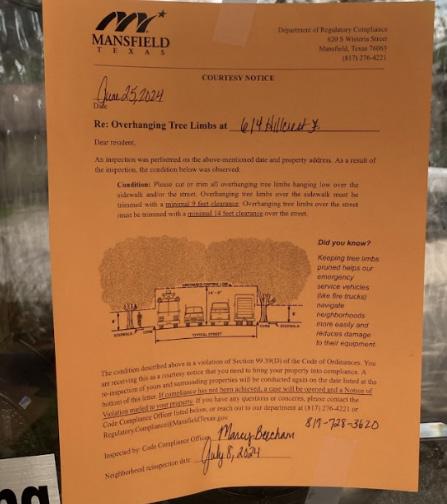 MANSFIELD
TEXAS
Department of Regulatory Compliance
620 S Wisteria Street
Mansfield, Texas 76063
(817) 276-4221
COURTESY NOTICE
June 25, 2024
Date
Re: Overhanging Tree Limbs at 614 Hillcrest
Dear resident,
An inspection was performed on the above-mentioned date and property address. As a result of
the inspection, the condition below was observed:
Condition: Please cut or trim all overhanging tree limbs hanging low over the
sidewalk and/or the street. Overhanging tree limbs over the sidewalk must be
trimmed with a minimal 9 feet clearance. Overhanging tree limbs over the street
must be trimmed with a minimal 14 feet clearance over the street.
Did you know?
Keeping tree limbs
pruned helps our
emergency
service vehicles
(like fire trucks)
navigate
neighborhoods
more easily and
reduces damage
to their equipment.
SIDEWALK
CURB
TYPICAL STREET
CURB
SIDEWALK
The condition described above is a violation of Section 99.39(D) of the Code of Ordinances. You
are receiving this as a courtesy notice that you need to bring your property into compliance. A
re-inspection of yours and surrounding properties will be conducted again on the date listed at the
bottom of this letter. If compliance has not been achieved, a case will be opened and a Notice of
Violation mailed to your property. If you have any questions or concerns, please contact the
Code Compliance Officer listed below, or reach out to our department at (817) 276-4221 or
Regulatory.Compliance@MansfieldTexas.gov
817-728-3620
Inspected by: Code Compliance Officer Marcy Beecham
Neighborhood reinspection date: July 8, 2024
ng